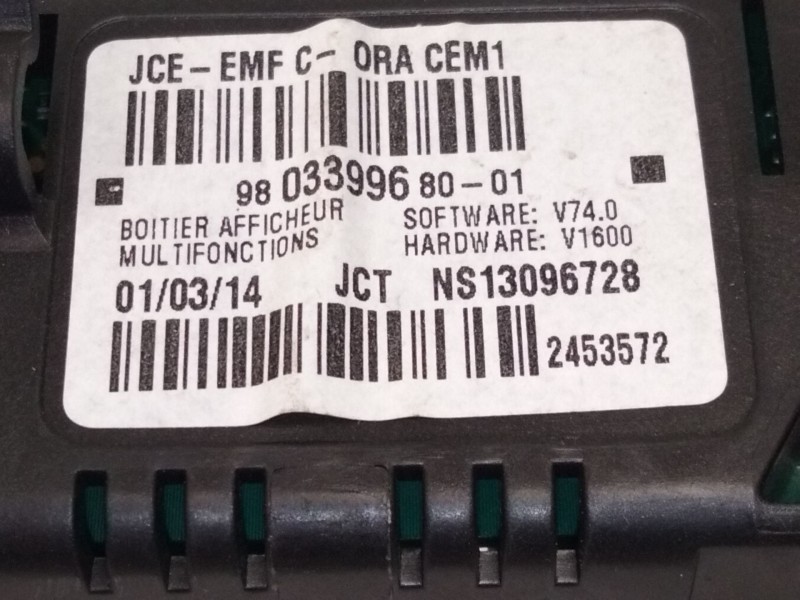 JCE-EMF C- ORA CEM1
98 033996 80-01
BOITIER AFFICHEUR
MULTIFONCTIONS
SOFTWARE: V74.0
HARDWARE: V1600
01/03/14 JCT NS13096728
2453572